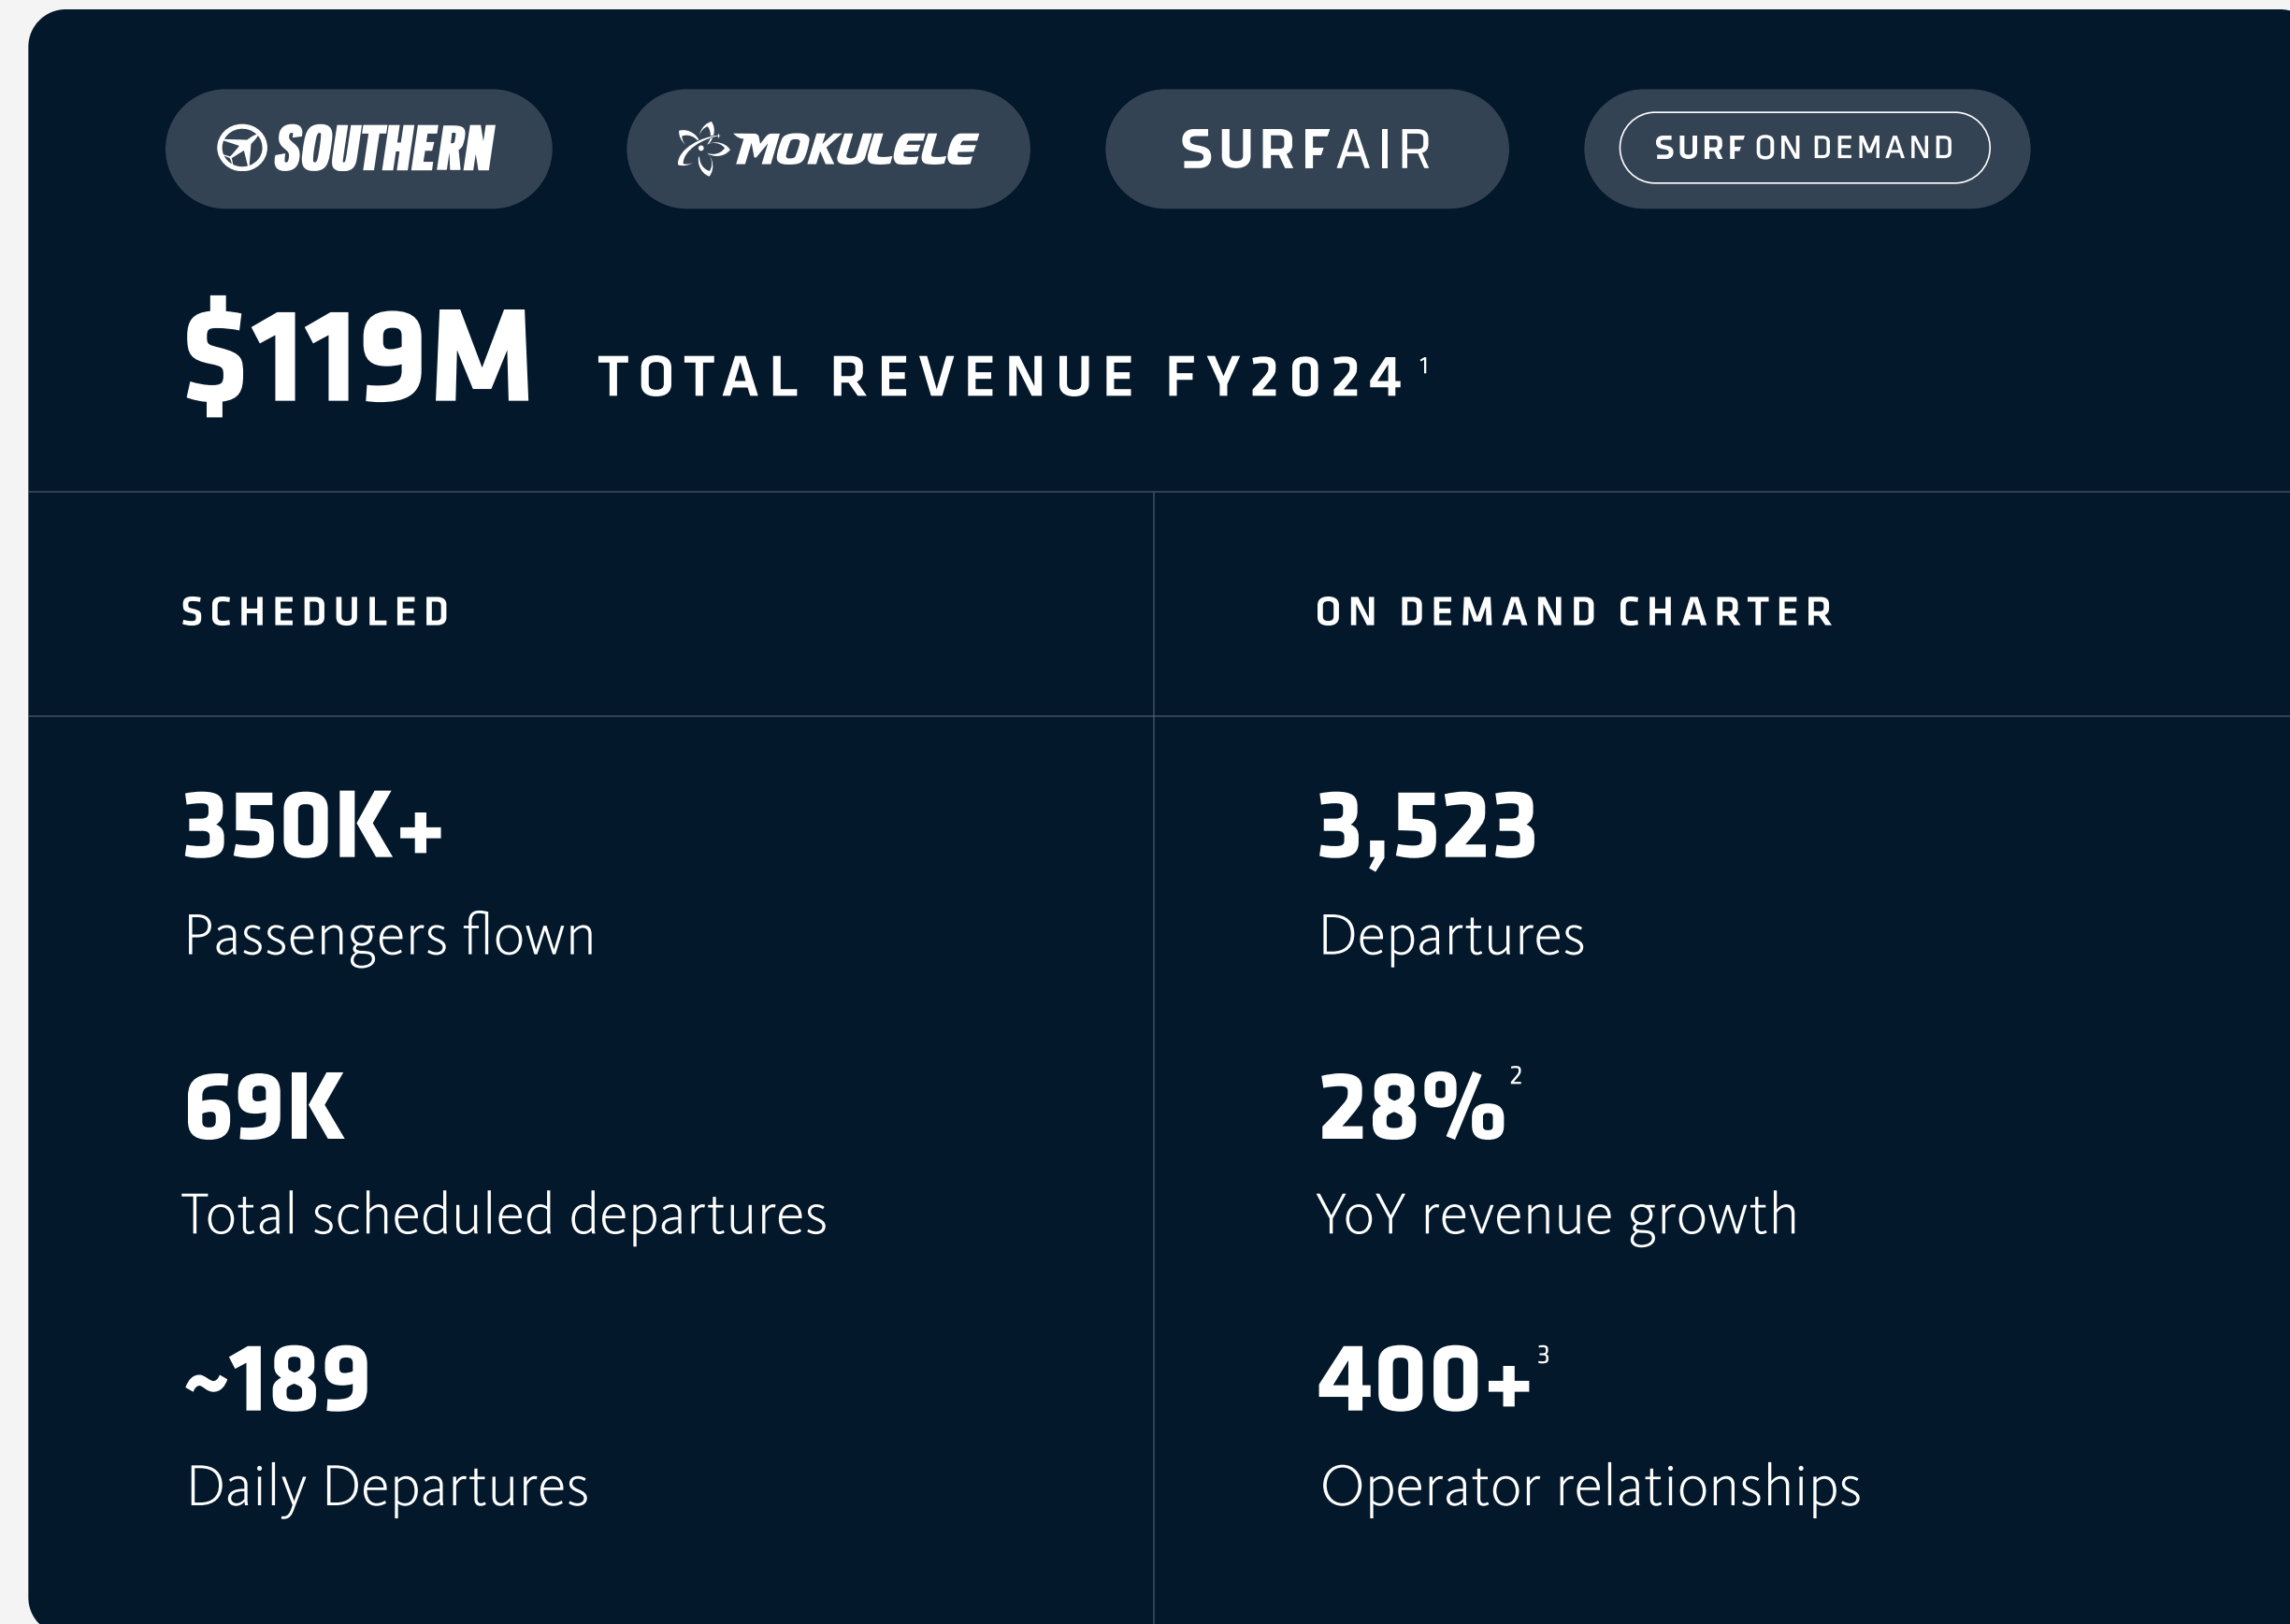 SOUTHERN
MOKULELE
SURFAIR
SURF ON DEMAND
$119M TOTAL REVENUE FY2024 1
SCHEDULED
350K+
Passengers flown
69K
Total scheduled departures
~189
Daily Departures
ON DEMAND CHARTER
3,523
Departures
28% 2
YoY revenue growth
400+ 3
Operator relationships